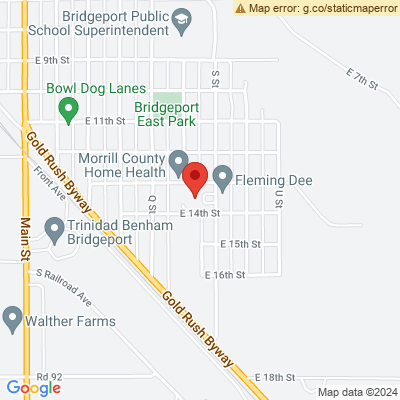 Map error: g.co/staticmaperror
Bridgeport Public
School Superintendent
S St
E 9th St
E 7th St
Bowl Dog Lanes
Bridgeport
East Park
E 11th St
Gold Rush Byway
Front Ave
Morrill County
Home Health
Fleming Dee
Q St
U St
E 14th St
Main St
Trinidad Benham
Bridgeport
E 15th St
S Railroad Ave
E 16th St
Gold Rush Byway
Walther Farms
Rd 92
E 18th St
Google
Map data ©2024